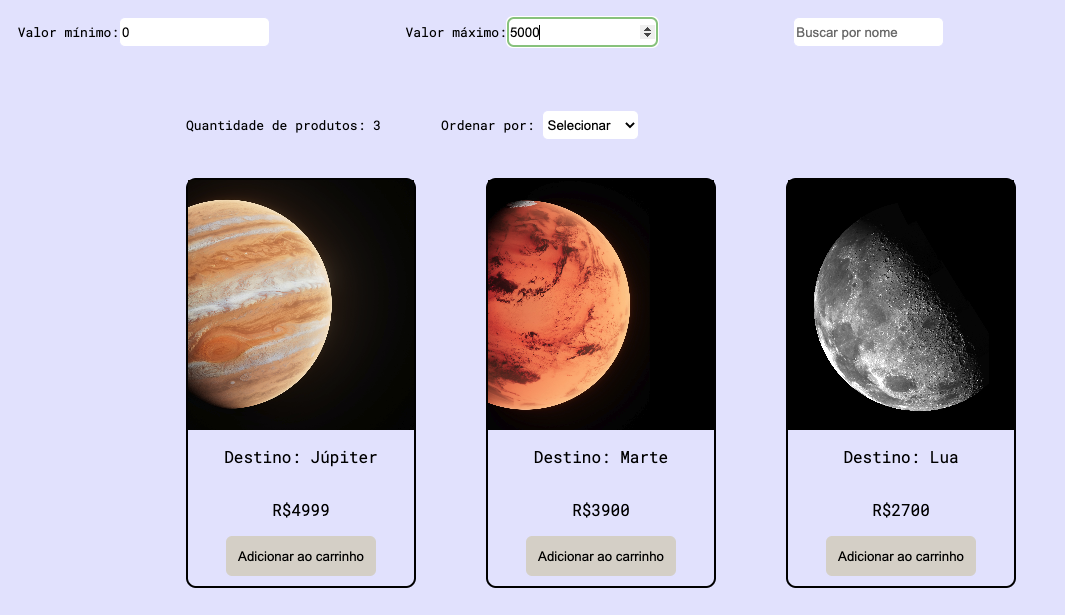 Valor mínimo: 0 Valor máximo: 5000 Buscar por nome
Quantidade de produtos: 3 Ordenar por: Selecionar
Destino: Júpiter Destino: Marte Destino: Lua
R$4999 R$3900 R$2700
Adicionar ao carrinho Adicionar ao carrinho Adicionar ao carrinho